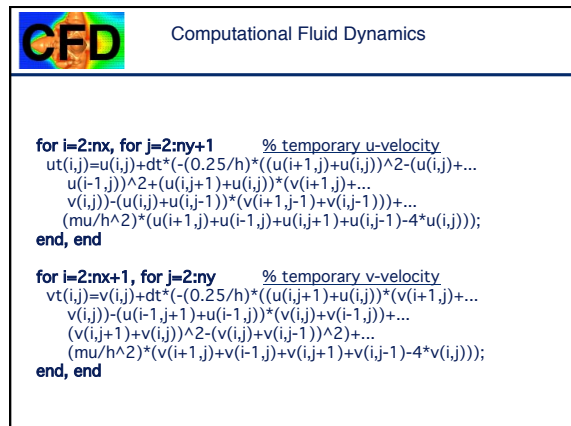 CFD
Computational Fluid Dynamics
for i=2:nx, for j=2:ny+1 % temporary u-velocity
ut(i,j)=u(i,j)+dt*(-(0.25/h)*((u(i+1,j)+u(i,j))^2-(u(i,j)+...
u(i-1,j))^2+(u(i,j+1)+u(i,j))*(v(i+1,j)+...
v(i,j))-(u(i,j)+u(i,j-1))*(v(i+1,j-1)+v(i,j-1)))+...
(mu/h^2)*(u(i+1,j)+u(i-1,j)+u(i,j+1)+u(i,j-1)-4*u(i,j)));
end, end
for i=2:nx+1, for j=2:ny % temporary v-velocity
vt(i,j)=v(i,j)+dt*(-(0.25/h)*((u(i,j+1)+u(i,j))*(v(i+1,j)+...
v(i,j))-(u(i-1,j+1)+u(i-1,j))*(v(i,j)+v(i-1,j))+...
(v(i,j+1)+v(i,j))^2-(v(i,j)+v(i,j-1))^2)+...
(mu/h^2)*(v(i+1,j)+v(i-1,j)+v(i,j+1)+v(i,j-1)-4*v(i,j)));
end, end